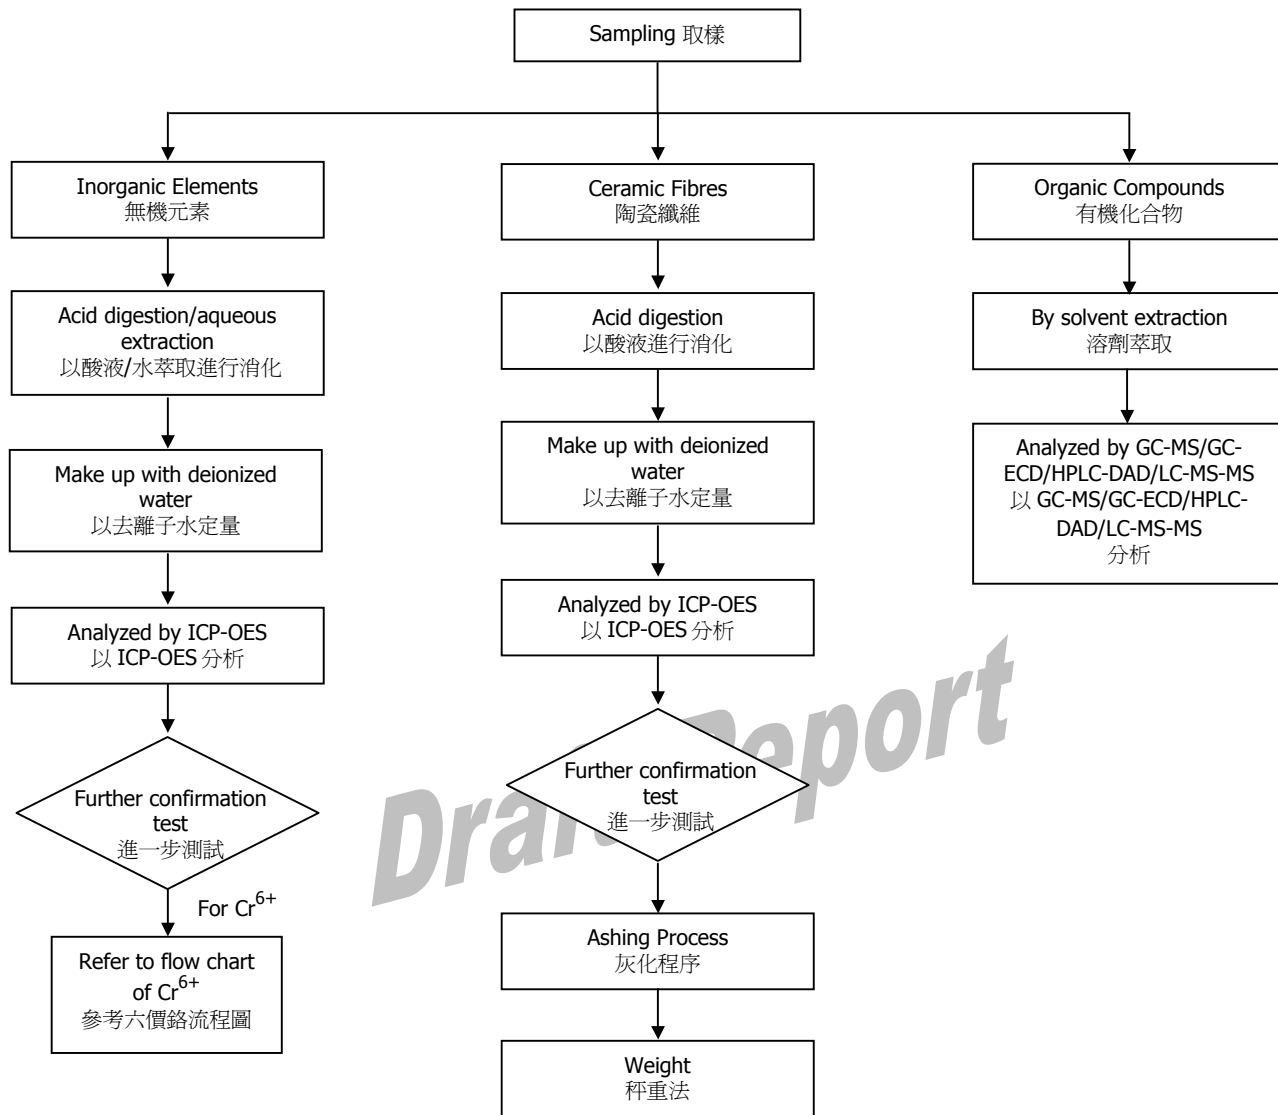 Sampling 取樣
Inorganic Elements
無機元素
Ceramic Fibres
陶瓷纖維
Organic Compounds
有機化合物
Acid digestion/aqueous
extraction
以酸液/水萃取進行消化
Acid digestion
以酸液進行消化
By solvent extraction
溶劑萃取
Make up with deionized
water
以去離子水定量
Make up with deionized
water
以去離子水定量
Analyzed by GC-MS/GC-
ECD/HPLC-DAD/LC-MS-MS
以 GC-MS/GC-ECD/HPLC-
DAD/LC-MS-MS
分析
Analyzed by ICP-OES
以 ICP-OES 分析
Analyzed by ICP-OES
以 ICP-OES 分析
Further confirmation
test
進一步測試
Further confirmation
test
進一步測試
For Cr⁶⁺
Refer to flow chart
of Cr⁶⁺
參考六價鉻流程圖
Ashing Process
灰化程序
Weight
秤重法
Draft Report